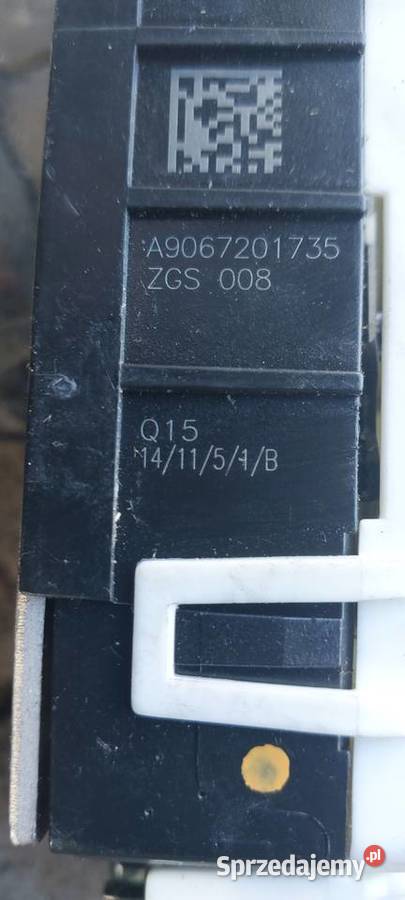 A9067201735
ZGS 008
Q15
14/11/5/1/B
Sprzedajemy.pl